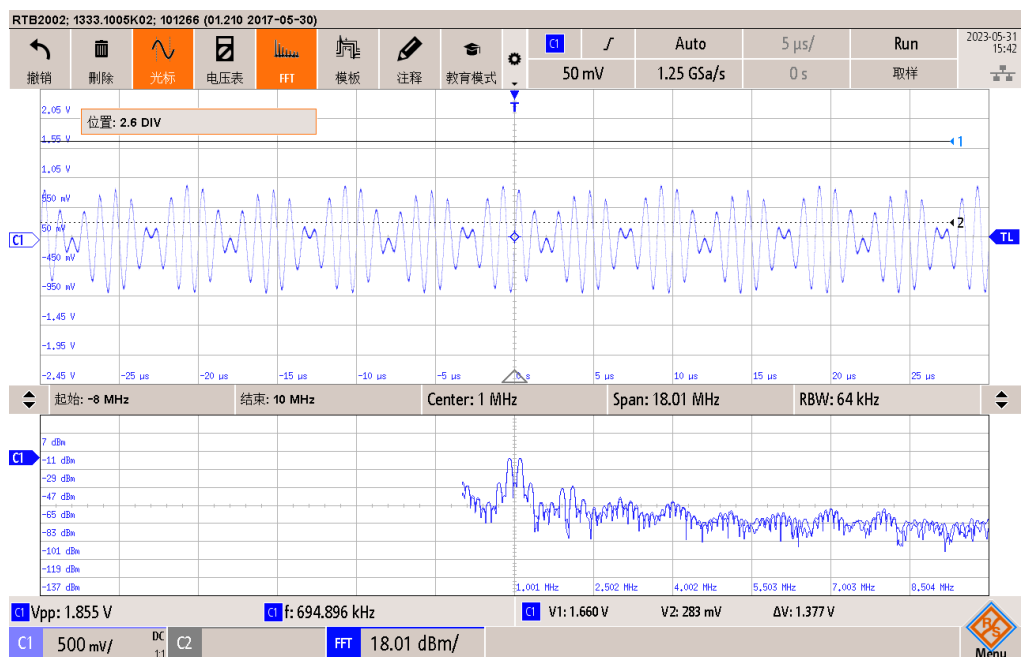 RTB2002; 1333.1005K02; 101266 (01.210 2017-05-30)
撤销 删除 光标 电压表 FFT 模板 注释 教育模式
C1 Auto 5 µs/ Run
50 mV 1.25 GSa/s 0 s 取样
2023-05-31
15:42
T
2.05 V
位置: 2.6 DIV
1.55 V
1
1.05 V
550 mV
50 mV
2
C1
TL
-450 mV
-950 mV
-1.45 V
-1.95 V
-2.45 V -25 µs -20 µs -15 µs -10 µs -5 µs 0 s 5 µs 10 µs 15 µs 20 µs 25 µs
起始: -8 MHz 结束: 10 MHz Center: 1 MHz Span: 18.01 MHz RBW: 64 kHz
7 dBm
C1
-11 dBm
-29 dBm
-47 dBm
-65 dBm
-83 dBm
-101 dBm
-119 dBm
-137 dBm 1.001 MHz 2.502 MHz 4.002 MHz 5.503 MHz 7.003 MHz 8.504 MHz
C1 Vpp: 1.855 V C1 f: 694.896 kHz C1 V1: 1.660 V V2: 283 mV ΔV: 1.377 V
C1 500 mV/ DC 1:1 C2 FFT 18.01 dBm/
R&S
Menu